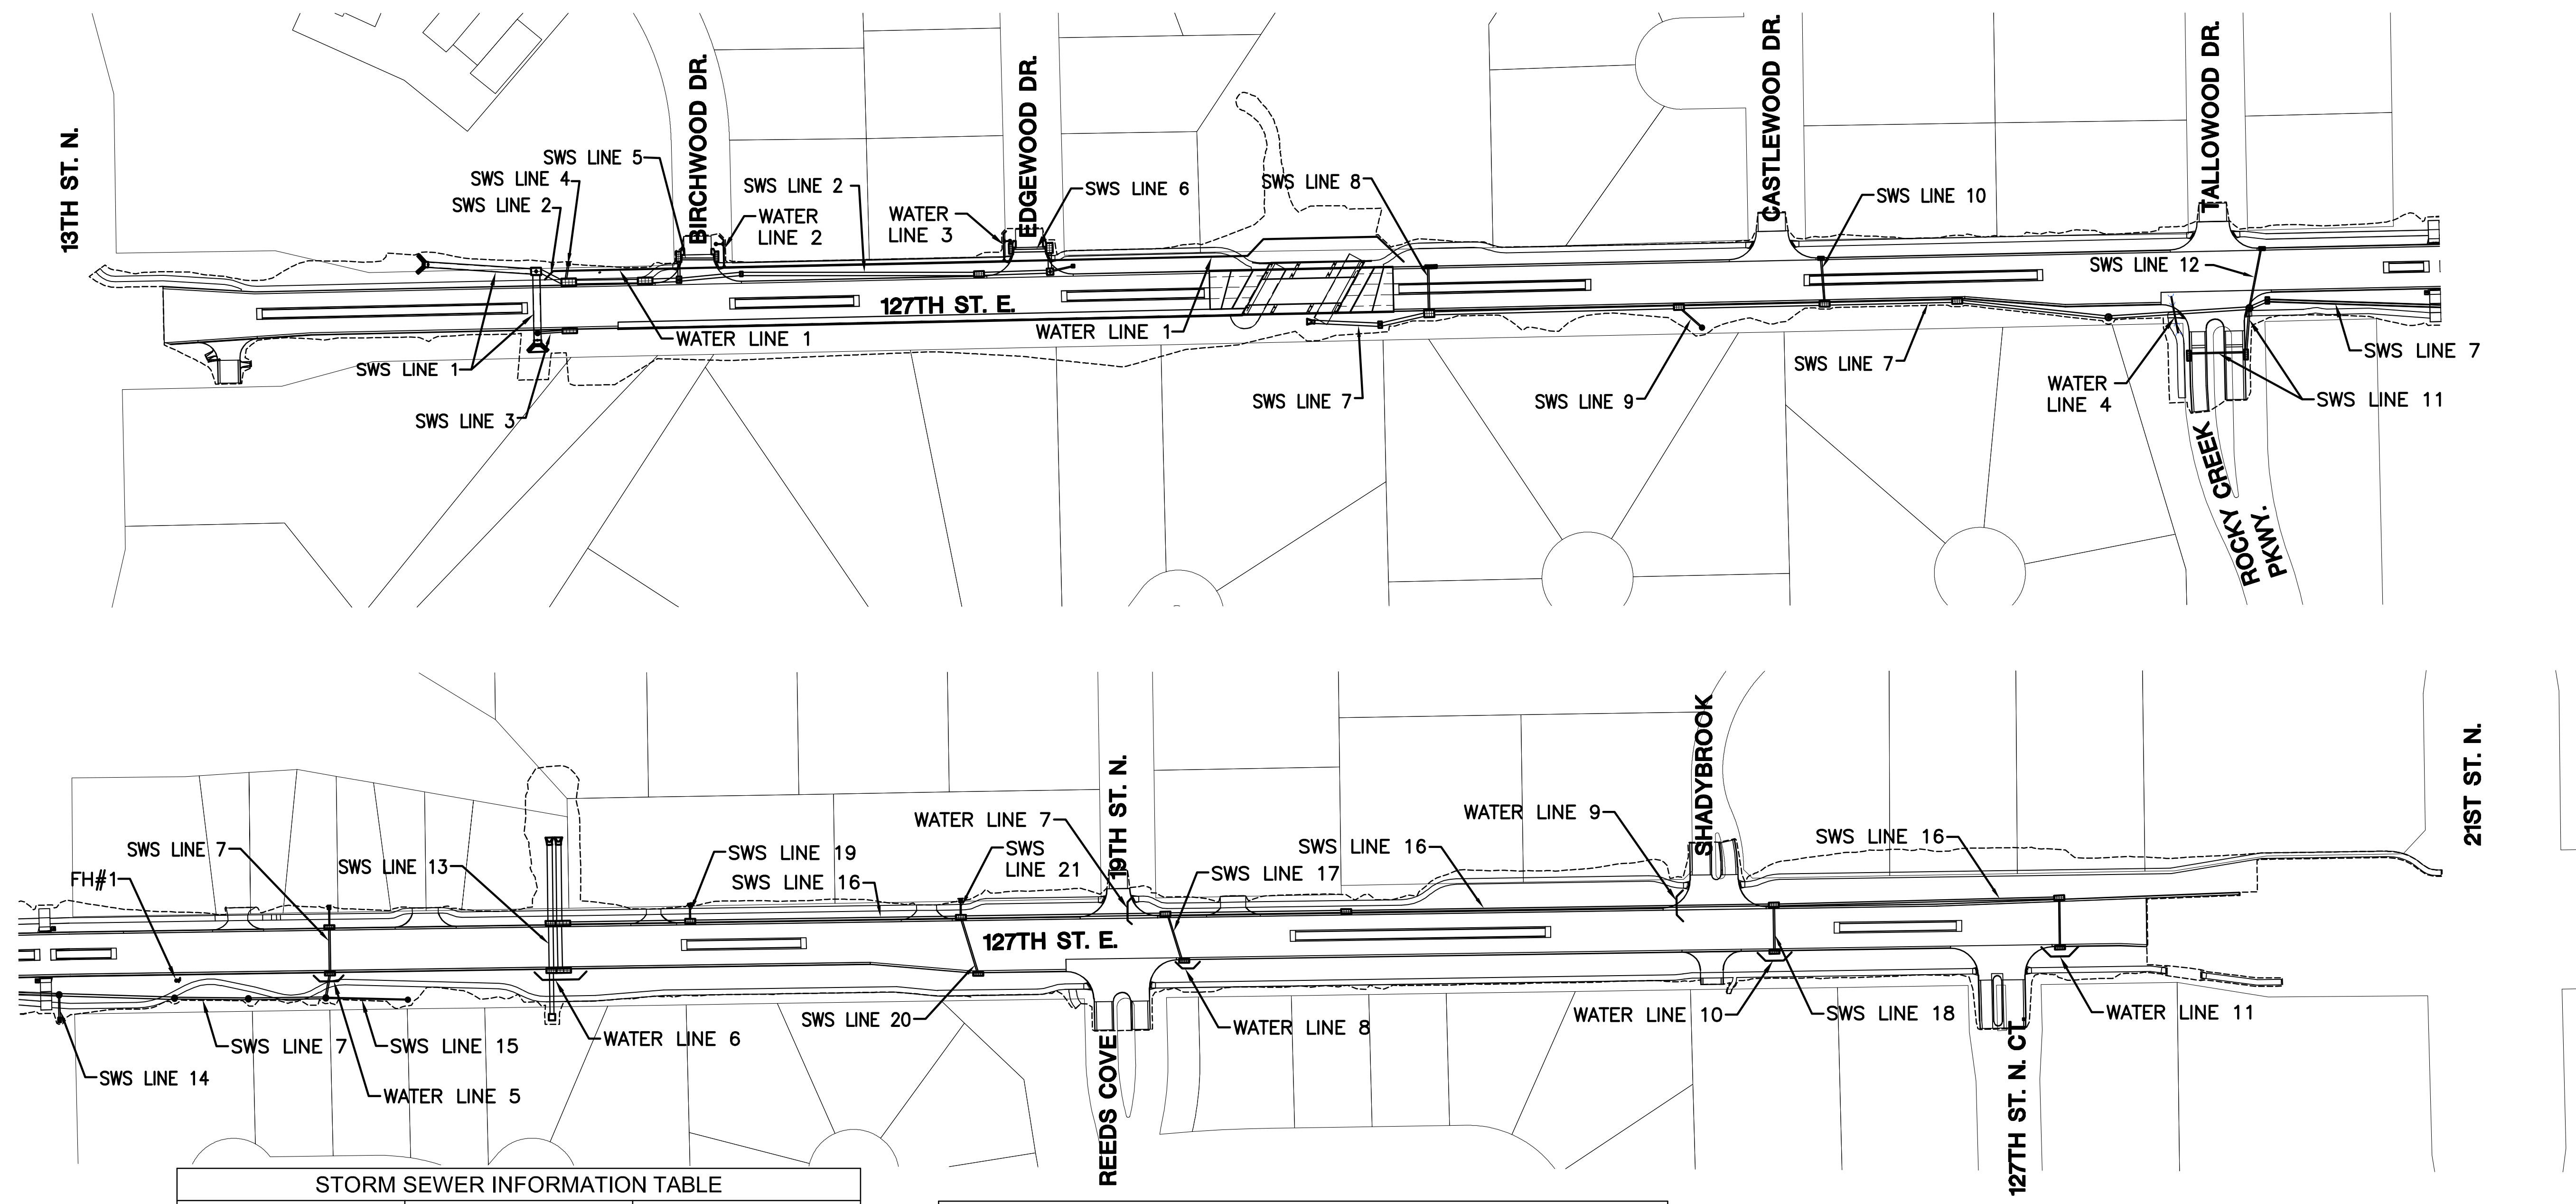 13TH ST. N.
SWS LINE 5
SWS LINE 4
SWS LINE 2
BIRCHWOOD DR.
WATER
LINE 2
SWS LINE 2
WATER
LINE 3
EDGEWOOD DR.
SWS LINE 6
SWS LINE 8
CASTLEWOOD DR.
SWS LINE 10
TALLOWOOD DR.
SWS LINE 12
127TH ST. E.
SWS LINE 1
SWS LINE 3
WATER LINE 1
WATER LINE 1
SWS LINE 7
SWS LINE 9
SWS LINE 7
WATER
LINE 4
SWS LINE 7
SWS LINE 11
ROCKY CREEK
PKWY.
SWS LINE 7
FH#1
SWS LINE 13
SWS LINE 19
SWS LINE 16
WATER LINE 7
SWS
LINE 21
19TH ST. N.
SWS LINE 17
SWS LINE 16
WATER LINE 9
SHADYBROOK
SWS LINE 16
21ST ST. N.
127TH ST. E.
SWS LINE 14
SWS LINE 7
SWS LINE 15
WATER LINE 5
WATER LINE 6
SWS LINE 20
REEDS COVE
WATER LINE 8
WATER LINE 10
SWS LINE 18
127TH ST. N. CT
WATER LINE 11
STORM SEWER INFORMATION TABLE